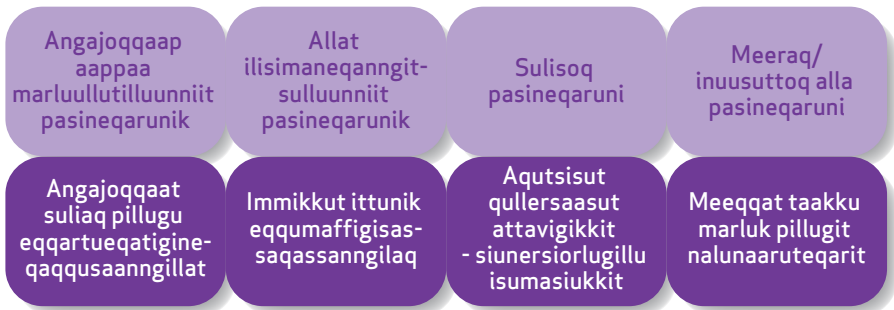 Angajoqqaap
aappaa
marluullutilluunniit
pasineqarunik
Allat
ilisimaneqanngit-
sulluunniit
pasineqarunik
Sulisoq
pasineqaruni
Meeraq/
inuusuttoq alla
pasineqaruni
Angajoqqaat
suliaq pillugu
eqqartueqatigine-
qaqqusaanngillat
Immikkut ittunik
eqqumaffigisas-
saqassanngilaq
Aqutsisut
qullersaasut
attavigikkit
- siunersiorlugillu
isumasiukkit
Meeqqat taakku
marluk pillugit
nalunaaruteqarit